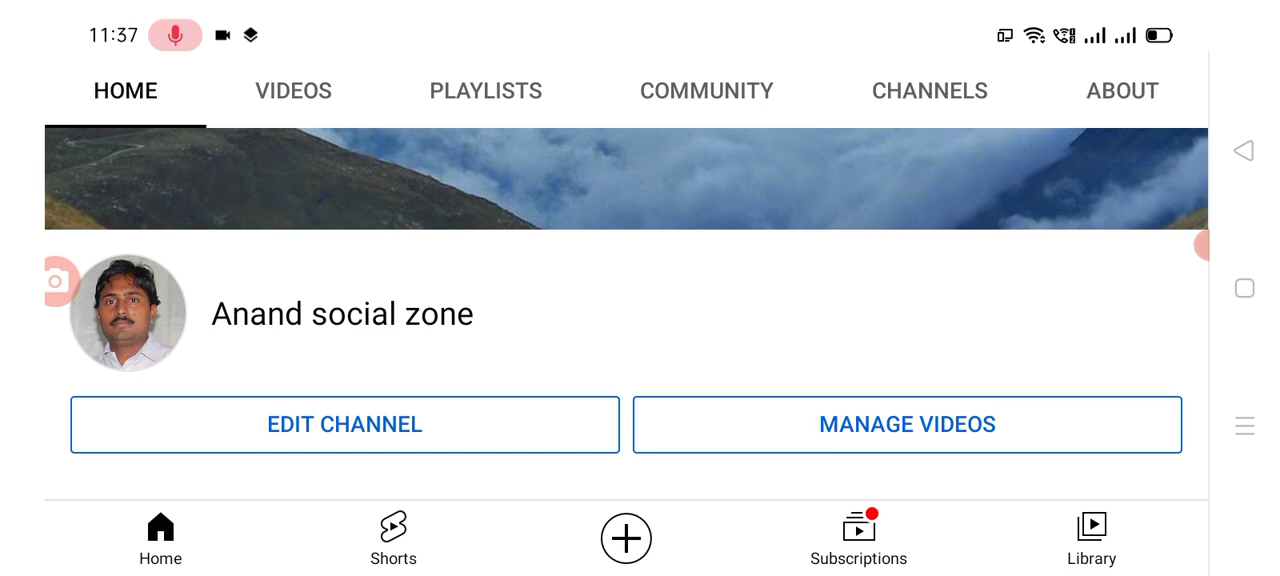 11:37
HOME VIDEOS PLAYLISTS COMMUNITY CHANNELS ABOUT
Anand social zone
EDIT CHANNEL MANAGE VIDEOS
Home Shorts Subscriptions Library